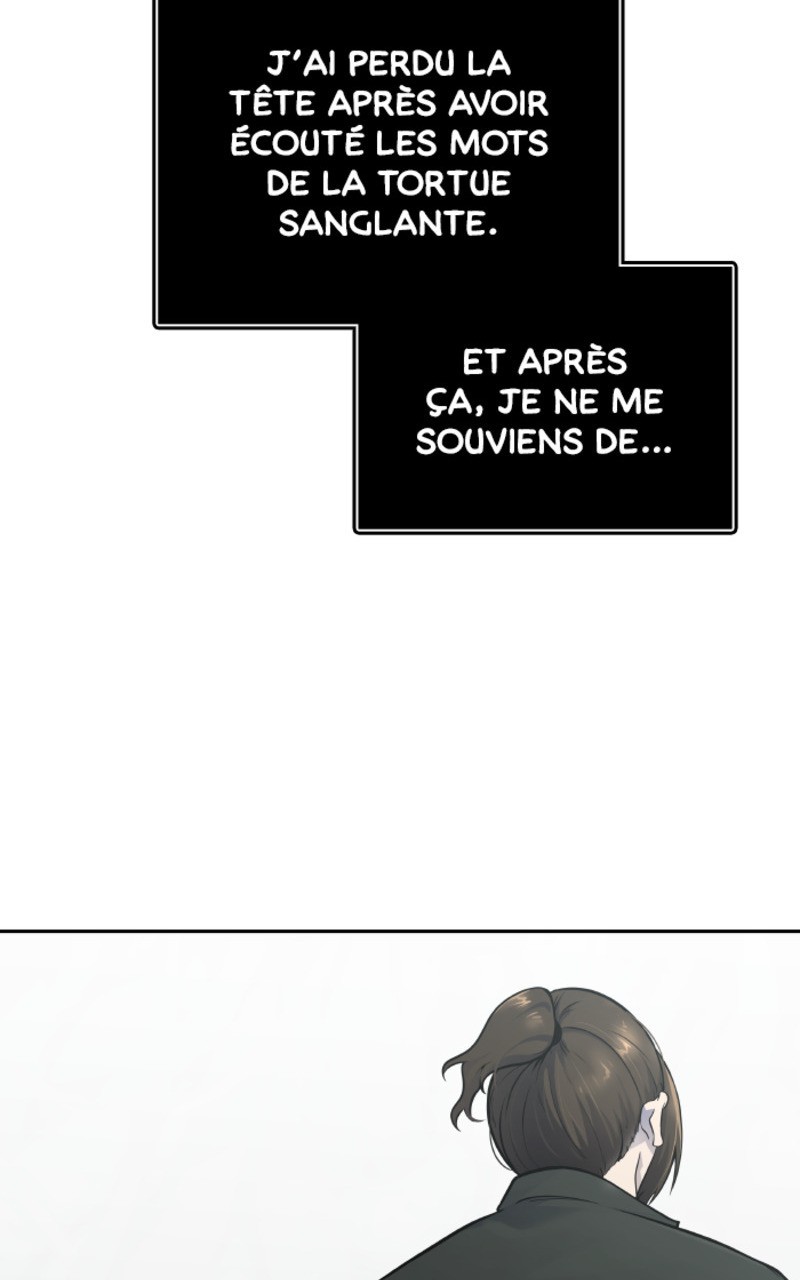 J'AI PERDU LA
TÊTE APRÈS AVOIR
ÉCOUTÉ LES MOTS
DE LA TORTUE
SANGLANTE.
ET APRÈS
ÇA, JE NE ME
SOUVIENS DE...